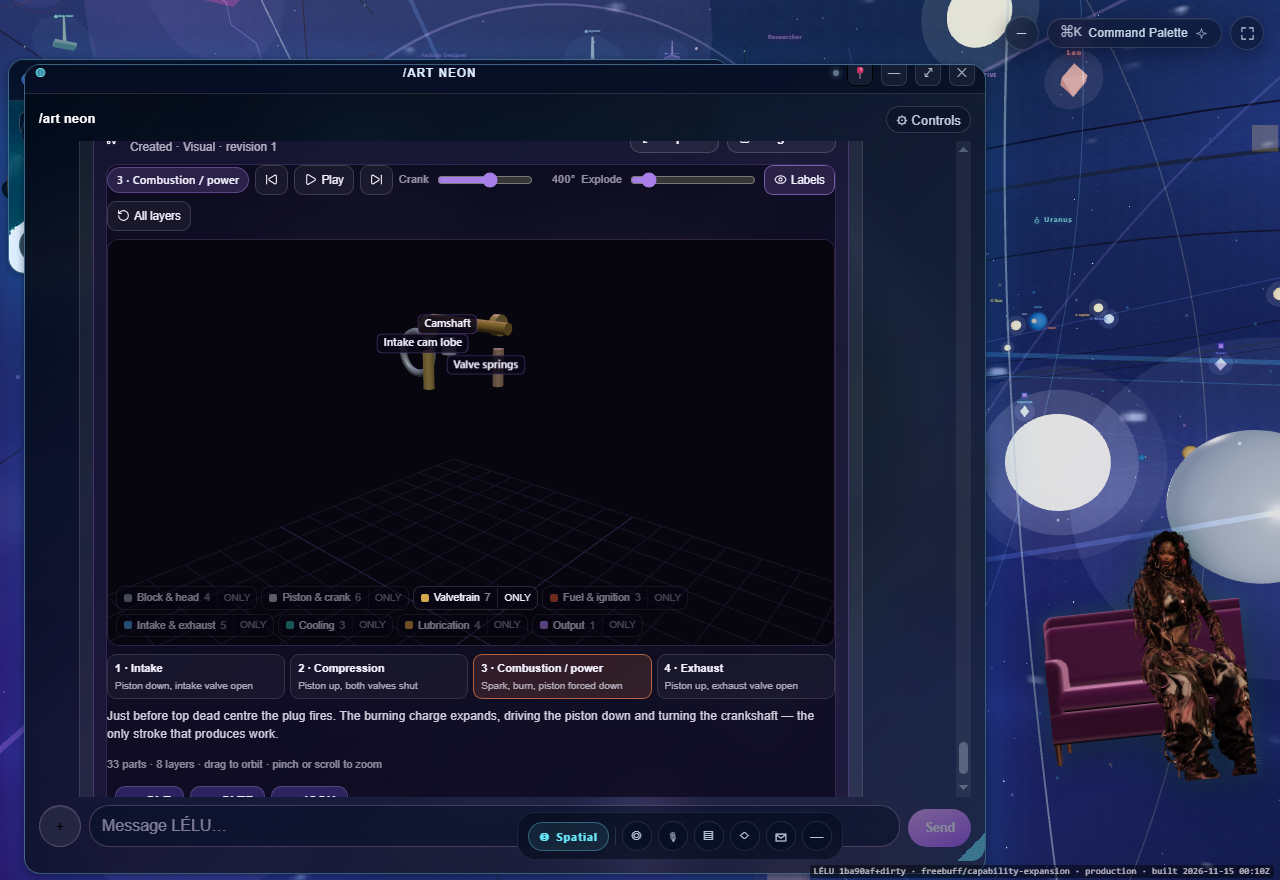 Researcher
Fashion Designer
⌘K Command Palette
/ART NEON
Leo
/art neon
Controls
Created · Visual · revision 1
3 · Combustion / power
Play
Crank
400°
Explode
Labels
All layers
Uranus
Camshaft
Intake cam lobe
Valve springs
Block & head 4 ONLY
Piston & crank 6 ONLY
Valvetrain 7 ONLY
Fuel & ignition 3 ONLY
Intake & exhaust 5 ONLY
Cooling 3 ONLY
Lubrication 4 ONLY
Output 1 ONLY
1 · Intake
Piston down, intake valve open
2 · Compression
Piston up, both valves shut
3 · Combustion / power
Spark, burn, piston forced down
4 · Exhaust
Piston up, exhaust valve open
Just before top dead centre the plug fires. The burning charge expands, driving the piston down and turning the crankshaft — the
only stroke that produces work.
33 parts · 8 layers · drag to orbit · pinch or scroll to zoom
Message LÉLU...
Spatial
Send
LÉLU 1ba90af+dirty · freebuff/capability-expansion · production · built 2026-11-15 00:10Z